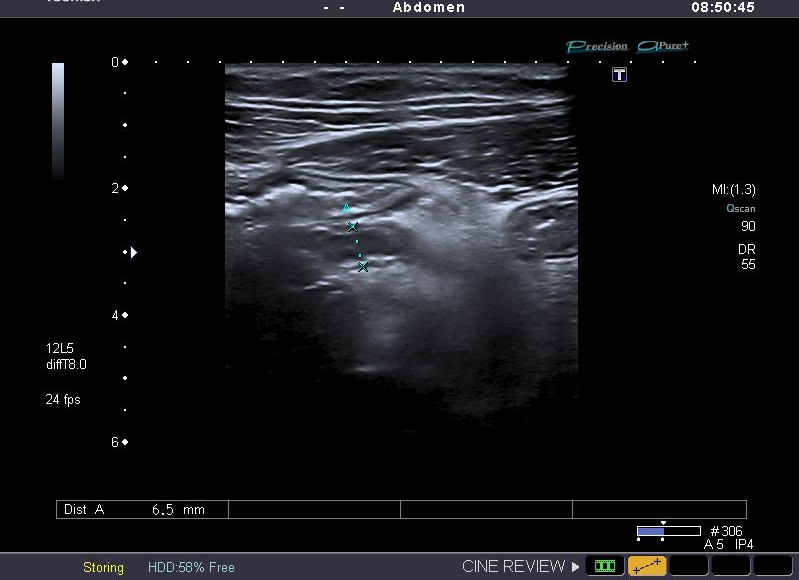 - - Abdomen 08:50:45
Precision APure+
T
0
2
4
6
MI:(1.3)
Qscan
90
DR
55
12L5
diffT8.0
24 fps
A
Dist A 6.5 mm
#306
A 5 IP4
Storing HDD:58% Free CINE REVIEW